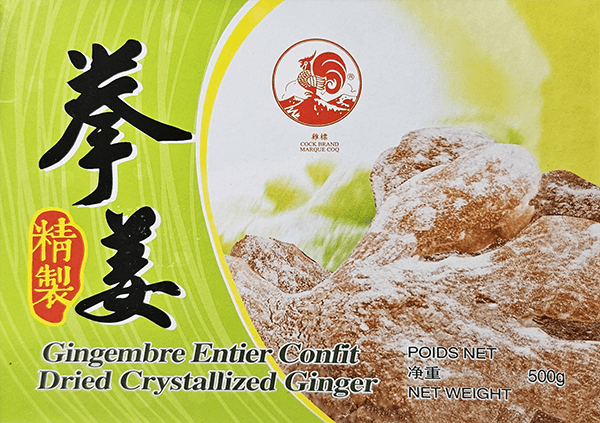 拳姜
精製
雞標
COCK BRAND
MARQUE COQ
Gingembre Entier Confit
Dried Crystallized Ginger
POIDS NET
净重
NET WEIGHT
500g